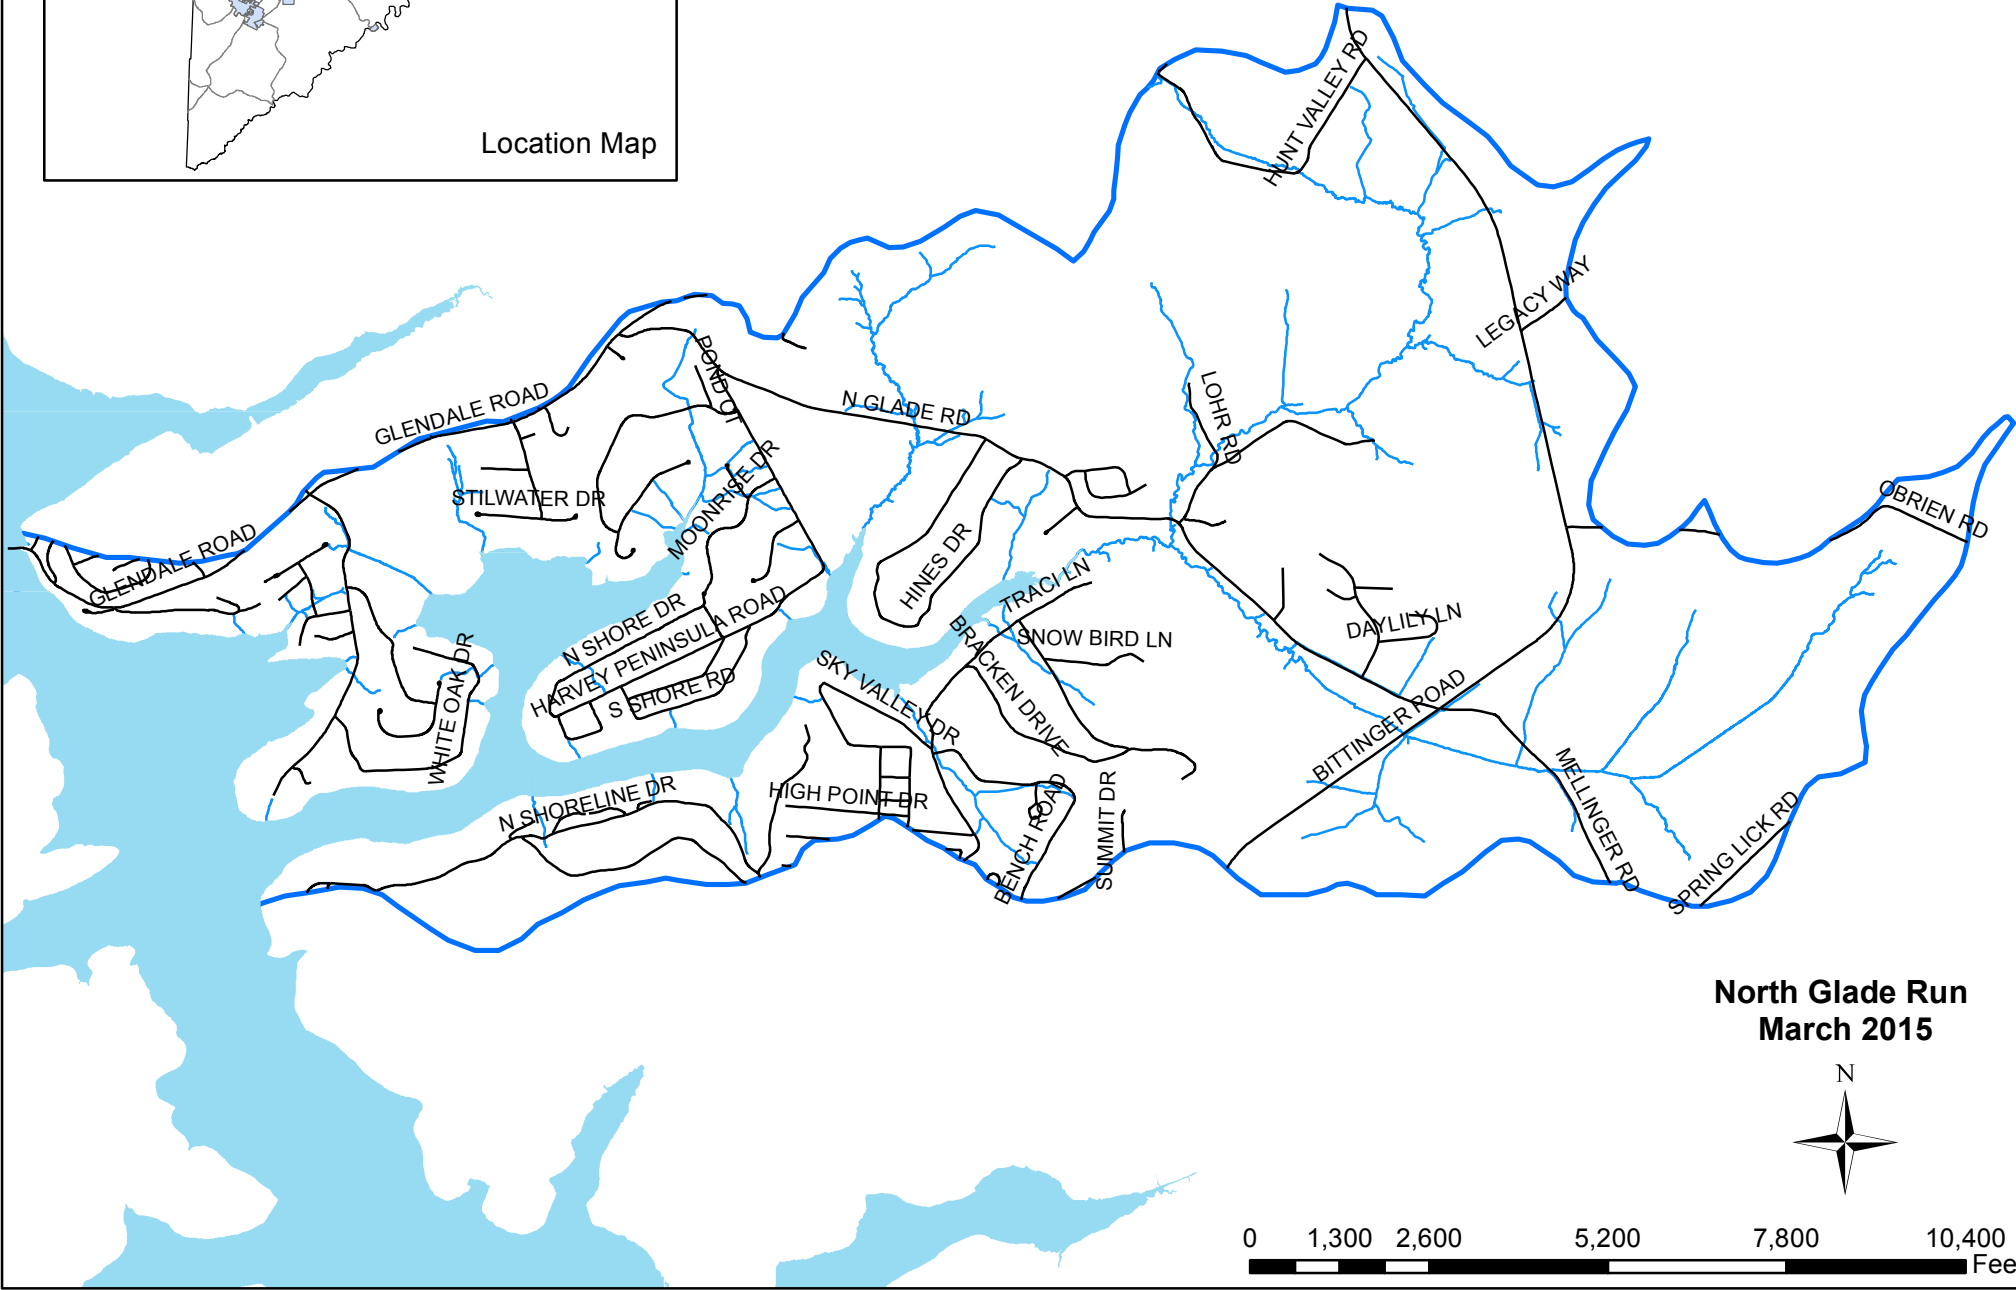 Location Map
HUNT VALLEY RD
LEGACY WAY
POND CT
GLENDALE ROAD
N GLADE RD
LOHR RD
MOONRISE DR
STILWATER DR
OBRIEN RD
GLENDALE ROAD
HINES DR
TRACI LN
N SHORE DR
HARVEY PENINSULA ROAD
BRACKEN DRIVE
SNOW BIRD LN
DAYLILY LN
WHITE OAK DR
S SHORE RD
SKY VALLEY DR
BITTINGER ROAD
N SHORELINE DR
HIGH POINT DR
BENCH ROAD
SUMMIT DR
MELLINGER RD
SPRING LICK RD
North Glade Run
March 2015
N
0 1,300 2,600 5,200 7,800 10,400
Fee